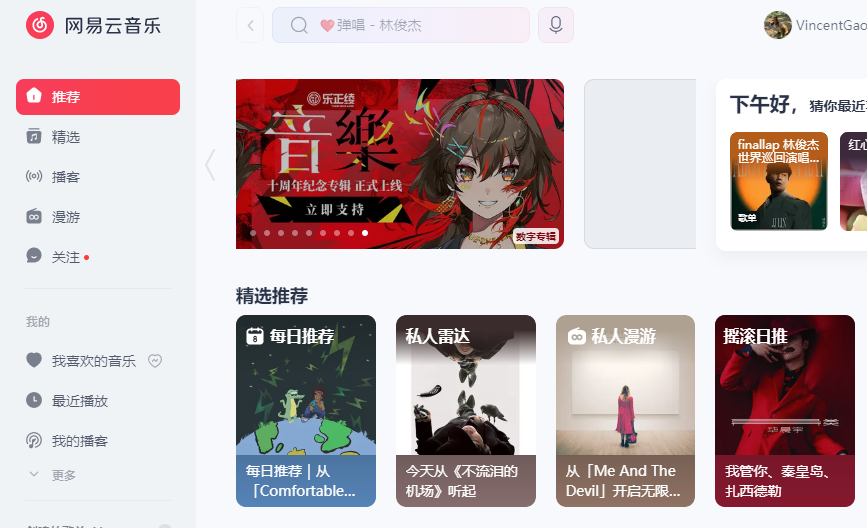 网易云音乐
❤️弹唱 - 林俊杰
VincentGao
推荐
精选
播客
漫游
关注
我的
我喜欢的音乐
最近播放
我的播客
更多
乐正绫
音樂
十周年纪念专辑 正式上线
立即支持
数字专辑
下午好，猜你最近
finallap 林俊杰
世界巡回演唱...
歌单
红心
精选推荐
8
每日推荐
每日推荐 | 从
「Comfortable...
私人雷达
今天从《不流泪的
机场》听起
私人漫游
从「Me And The
Devil」开启无限...
摇滚日推
华晨宇
我管你、秦皇岛、
扎西德勒